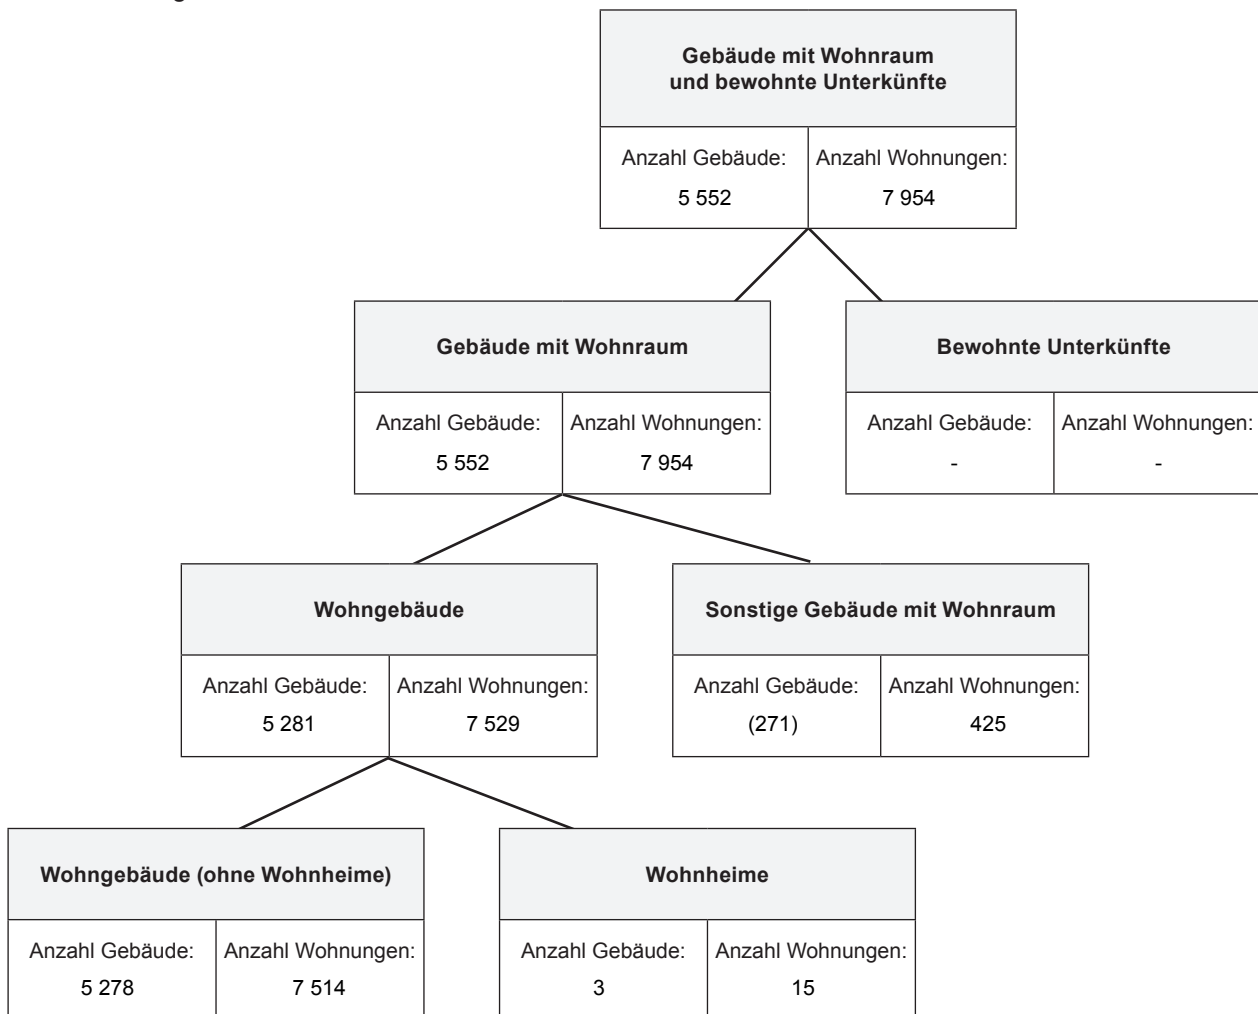 Gebäude mit Wohnraum
und bewohnte Unterkünfte
Anzahl Gebäude: Anzahl Wohnungen:
5 552 7 954
Gebäude mit Wohnraum Bewohnte Unterkünfte
Anzahl Gebäude: Anzahl Wohnungen: Anzahl Gebäude: Anzahl Wohnungen:
5 552 7 954 - -
Wohngebäude Sonstige Gebäude mit Wohnraum
Anzahl Gebäude: Anzahl Wohnungen: Anzahl Gebäude: Anzahl Wohnungen:
5 281 7 529 (271) 425
Wohngebäude (ohne Wohnheime) Wohnheime
Anzahl Gebäude: Anzahl Wohnungen: Anzahl Gebäude: Anzahl Wohnungen:
5 278 7 514 3 15